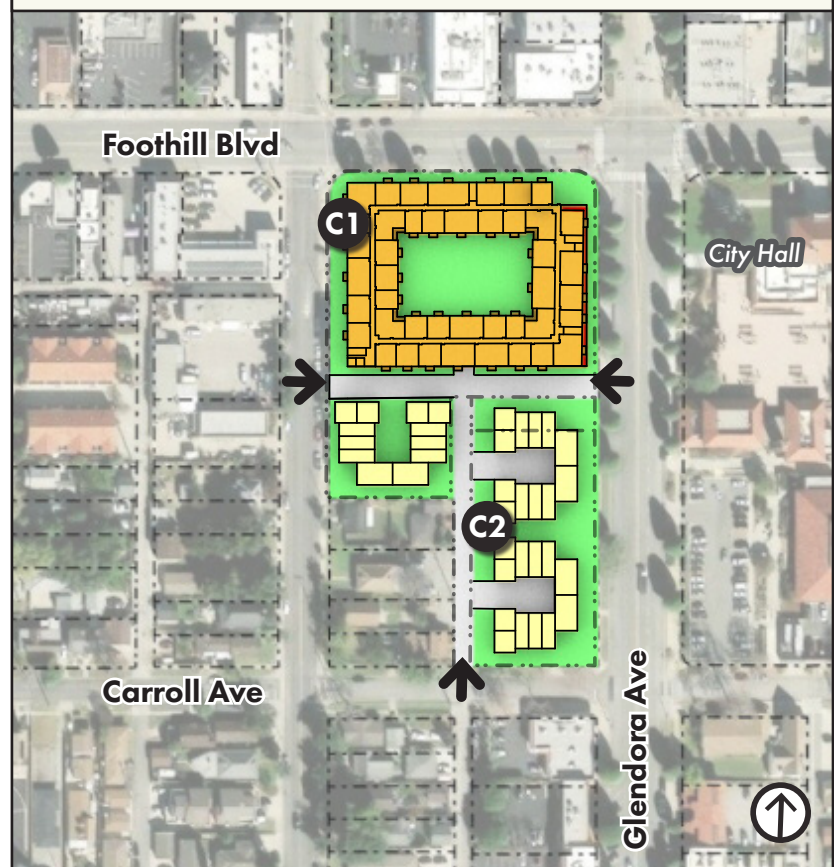 Foothill Blvd
C1
City Hall
C2
Carroll Ave
Glendora Ave